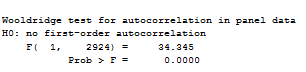 Wooldridge test for autocorrelation in panel data
H0: no first-order autocorrelation
F( 1, 2924) = 34.345
Prob > F = 0.0000